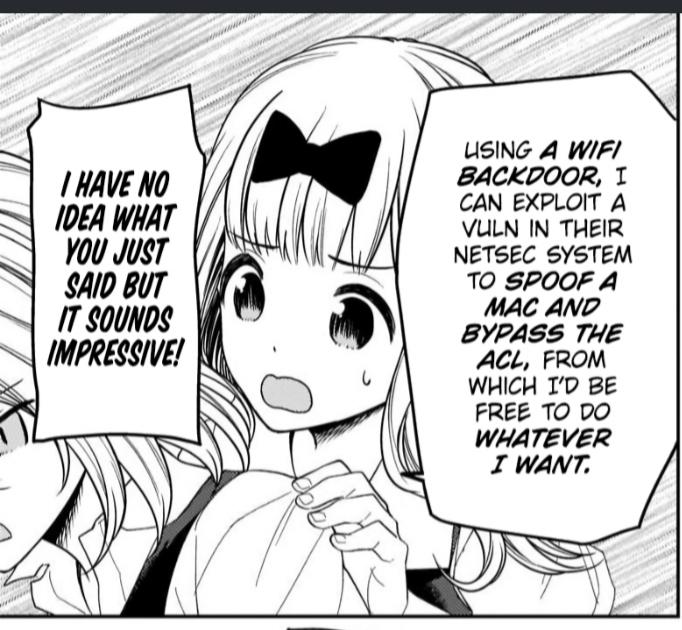 USING A WIFI
BACKDOOR, I
CAN EXPLOIT A
VULN IN THEIR
NETSEC SYSTEM
TO SPOOF A
MAC AND
BYPASS THE
ACL, FROM
WHICH I'D BE
FREE TO DO
WHATEVER
I WANT.
I HAVE NO
IDEA WHAT
YOU JUST
SAID BUT
IT SOUNDS
IMPRESSIVE!